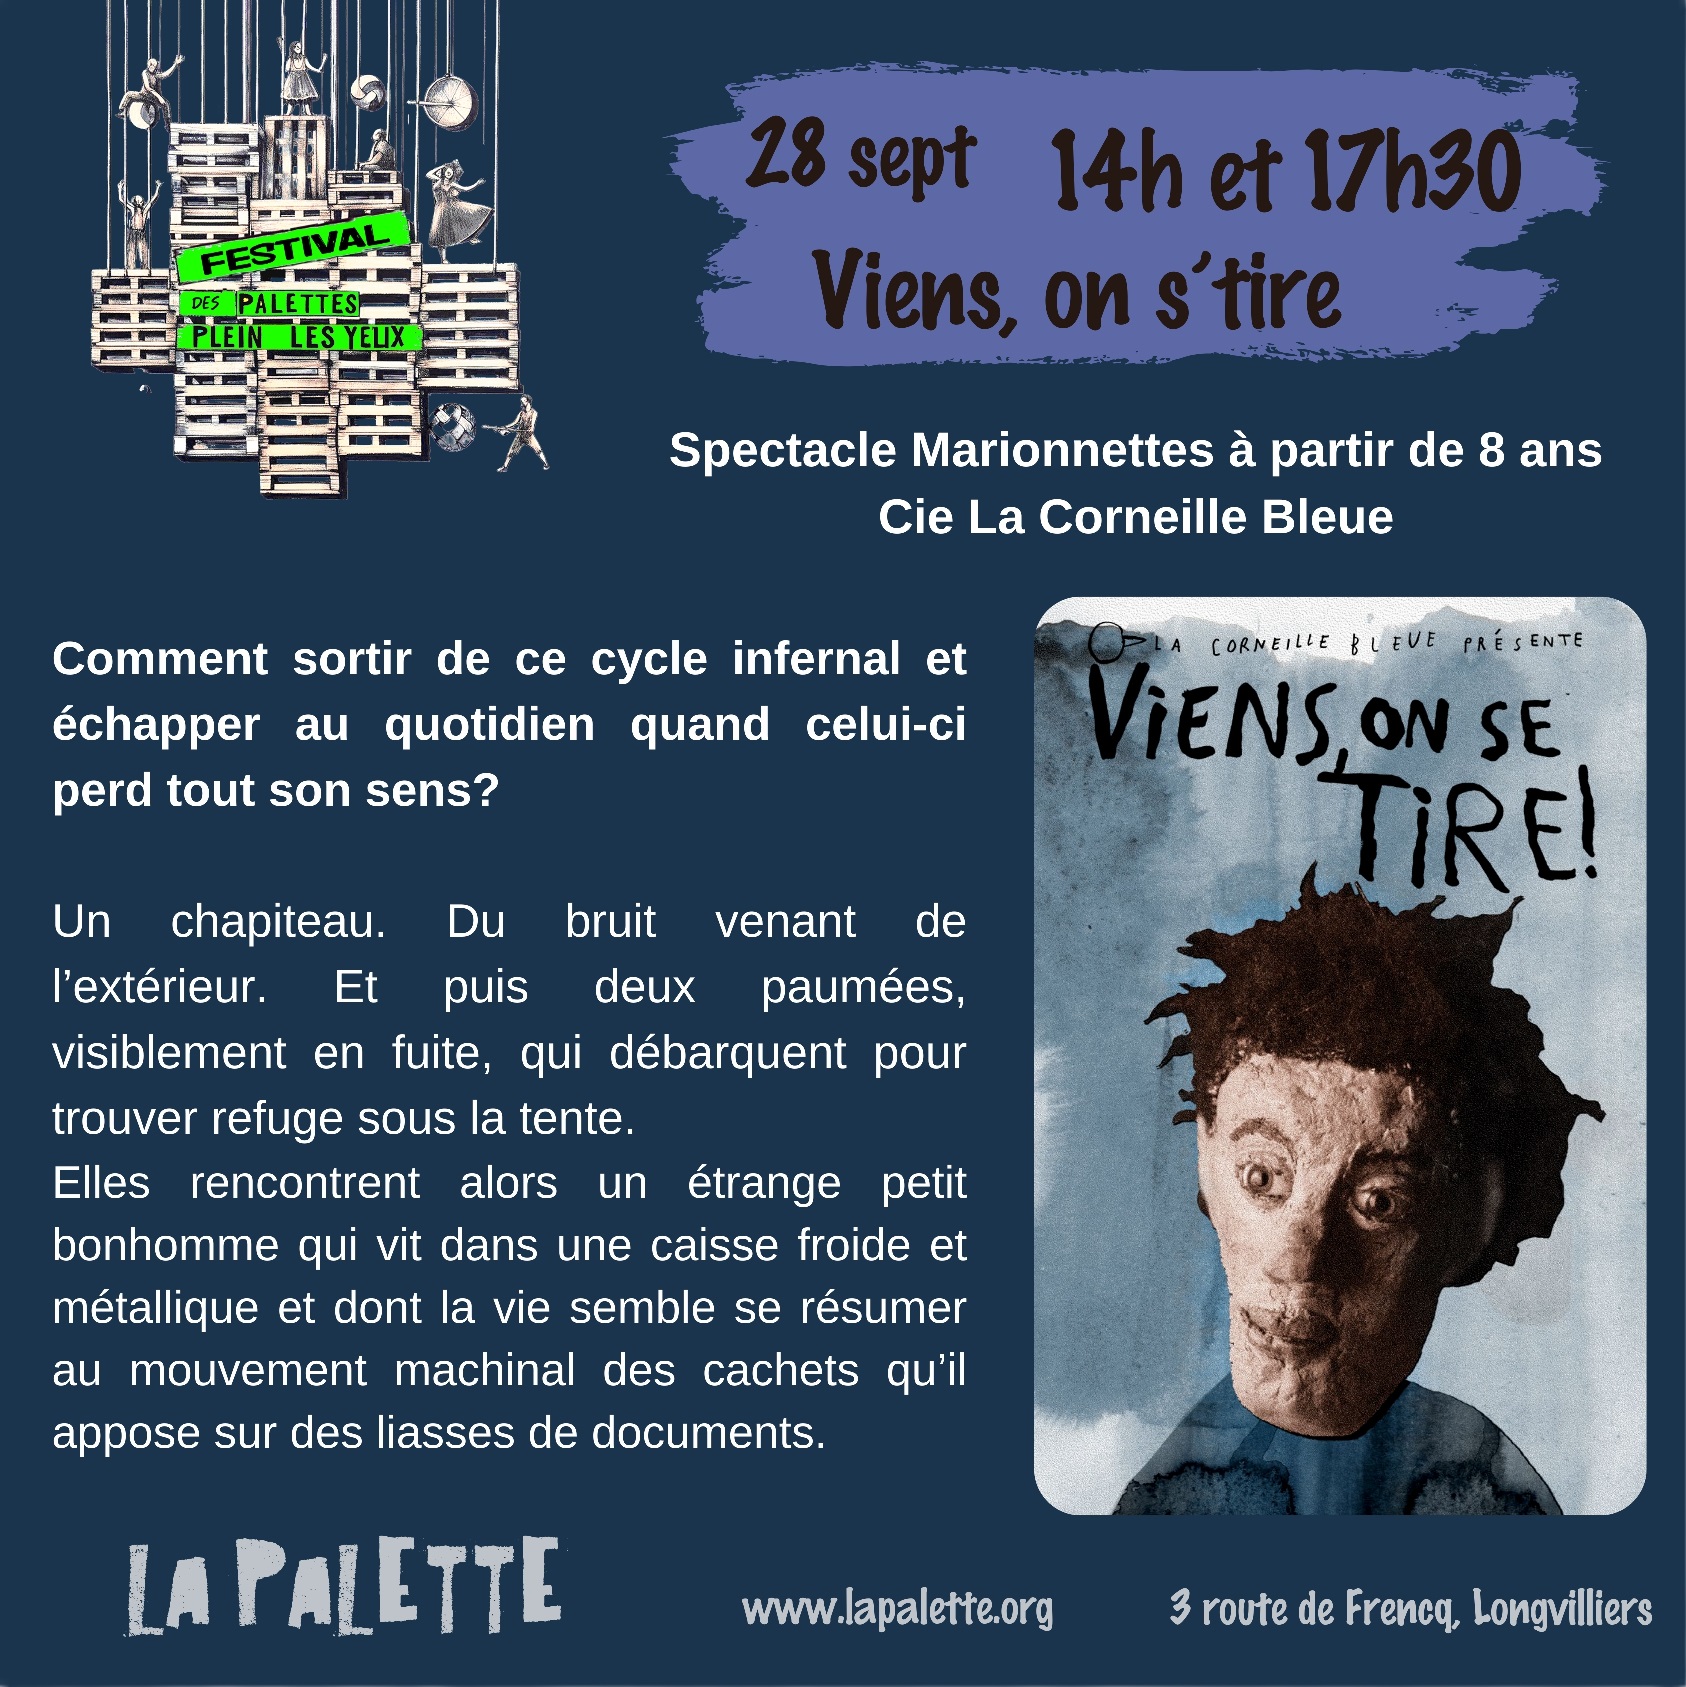 FESTIVAL
DES PALETTES
PLEIN LES YEUX
28 sept 14h et 17h30
Viens, on s’tire
Spectacle Marionnettes à partir de 8 ans
Cie La Corneille Bleue
Comment sortir de ce cycle infernal et
échapper au quotidien quand celui-ci
perd tout son sens?
Un chapiteau. Du bruit venant de
l’extérieur. Et puis deux paumées,
visiblement en fuite, qui débarquent pour
trouver refuge sous la tente.
Elles rencontrent alors un étrange petit
bonhomme qui vit dans une caisse froide et
métallique et dont la vie semble se résumer
au mouvement machinal des cachets qu’il
appose sur des liasses de documents.
LA CORNEILLE BLEUE PRÉSENTE
VIENS, ON SE
TIRE!
LA PALETTE
www.lapalette.org
3 route de Frencq, Longvilliers